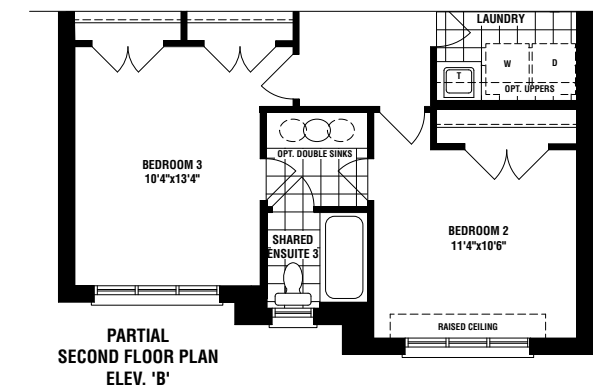 LAUNDRY
W
D
T
OPT. UPPERS
OPT. DOUBLE SINKS
BEDROOM 3
10'4"x13'4"
BEDROOM 2
11'4"x10'6"
SHARED
ENSUITE 3
RAISED CEILING
PARTIAL
SECOND FLOOR PLAN
ELEV. 'B'